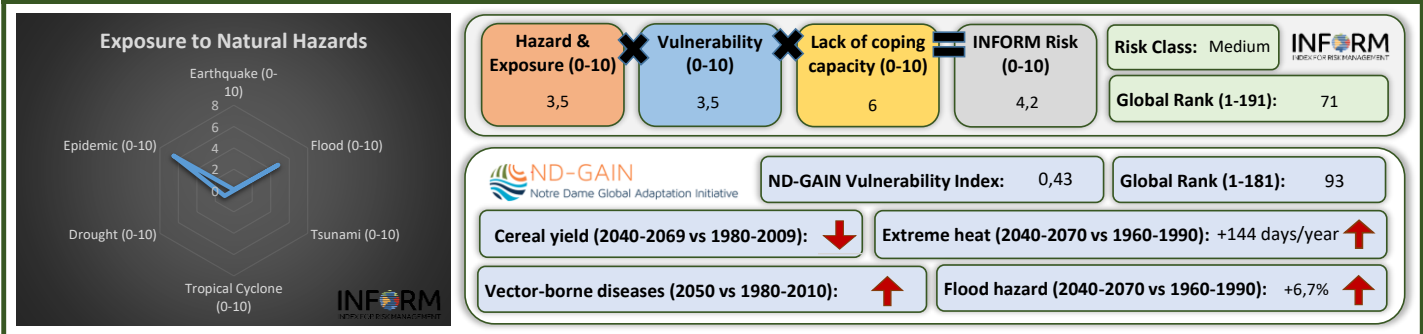 Exposure to Natural Hazards
Earthquake (0-
10)
8
6
4
2
0
Epidemic (0-10)
Flood (0-10)
Drought (0-10)
Tsunami (0-10)
Tropical Cyclone
(0-10)
INFORM
INDEX FOR RISK MANAGEMENT
Hazard &
Exposure (0-10)
3,5
Vulnerability
(0-10)
3,5
Lack of coping
capacity (0-10)
6
INFORM Risk
(0-10)
4,2
Risk Class: Medium
INFORM
INDEX FOR RISK MANAGEMENT
Global Rank (1-191): 71
ND-GAIN
Notre Dame Global Adaptation Initiative
ND-GAIN Vulnerability Index: 0,43
Global Rank (1-181): 93
Cereal yield (2040-2069 vs 1980-2009):
Extreme heat (2040-2070 vs 1960-1990): +144 days/year
Vector-borne diseases (2050 vs 1980-2010):
Flood hazard (2040-2070 vs 1960-1990): +6,7%